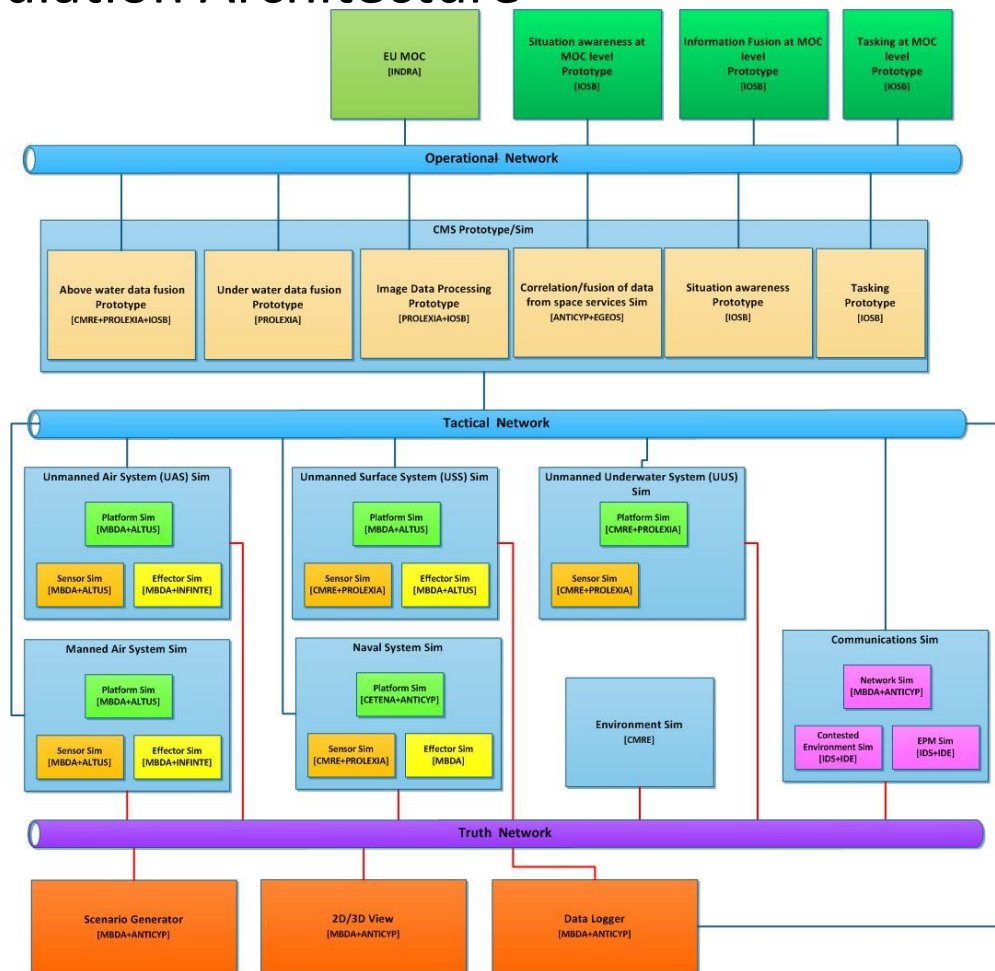 ulation Architecture
EU MOC
[INDRA]
Situation awareness at
MOC level
Prototype
[IOSB]
Information Fusion at MOC
level
Prototype
[IOSB]
Tasking at MOC
level
Prototype
[IOSB]
Operational Network
CMS Prototype/Sim
Above water data fusion
Prototype
[CMRE+PROLEXIA+IOSB]
Under water data fusion
Prototype
[PROLEXIA]
Image Data Processing
Prototype
[PROLEXIA+IOSB]
Correlation/fusion of data
from space services Sim
[ANTICYP+EGEOS]
Situation awareness
Prototype
[IOSB]
Tasking
Prototype
[IOSB]
Tactical Network
Unmanned Air System (UAS) Sim
Platform Sim
[MBDA+ALTUS]
Sensor Sim
[MBDA+ALTUS]
Effector Sim
[MBDA+INFINTE]
Unmanned Surface System (USS) Sim
Platform Sim
[MBDA+ALTUS]
Sensor Sim
[CMRE+PROLEXIA]
Effector Sim
[MBDA+ALTUS]
Unmanned Underwater System (UUS)
Sim
Platform Sim
[CMRE+PROLEXIA]
Sensor Sim
[CMRE+PROLEXIA]
Manned Air System Sim
Platform Sim
[MBDA+ALTUS]
Sensor Sim
[MBDA+ALTUS]
Effector Sim
[MBDA+INFINTE]
Naval System Sim
Platform Sim
[CETENA+ANTICYP]
Sensor Sim
[CMRE+PROLEXIA]
Effector Sim
[MBDA]
Environment Sim
[CMRE]
Communications Sim
Network Sim
[MBDA+ANTICYP]
Contested
Environment Sim
[IDS+IDE]
EPM Sim
[IDS+IDE]
Truth Network
Scenario Generator
[MBDA+ANTICYP]
2D/3D View
[MBDA+ANTICYP]
Data Logger
[MBDA+ANTICYP]